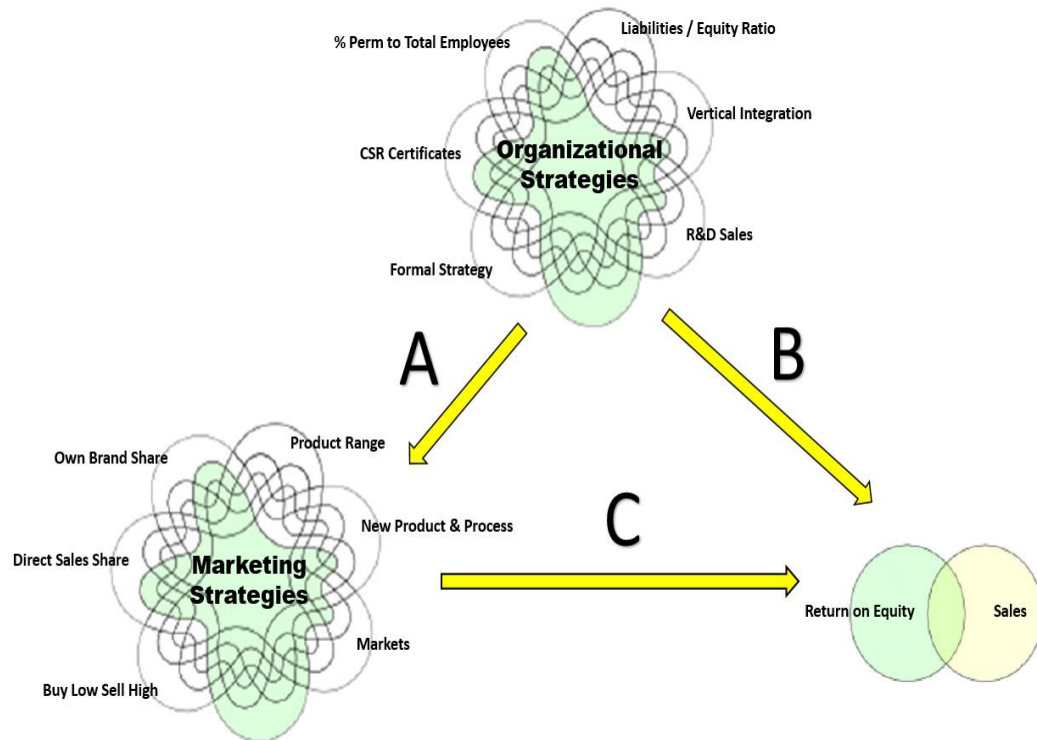 Liabilities / Equity Ratio
% Perm to Total Employees
Vertical Integration
CSR Certificates
Organizational
Strategies
R&D Sales
Formal Strategy
A
B
Product Range
Own Brand Share
New Product & Process
C
Direct Sales Share
Marketing
Strategies
Return on Equity
Sales
Markets
Buy Low Sell High